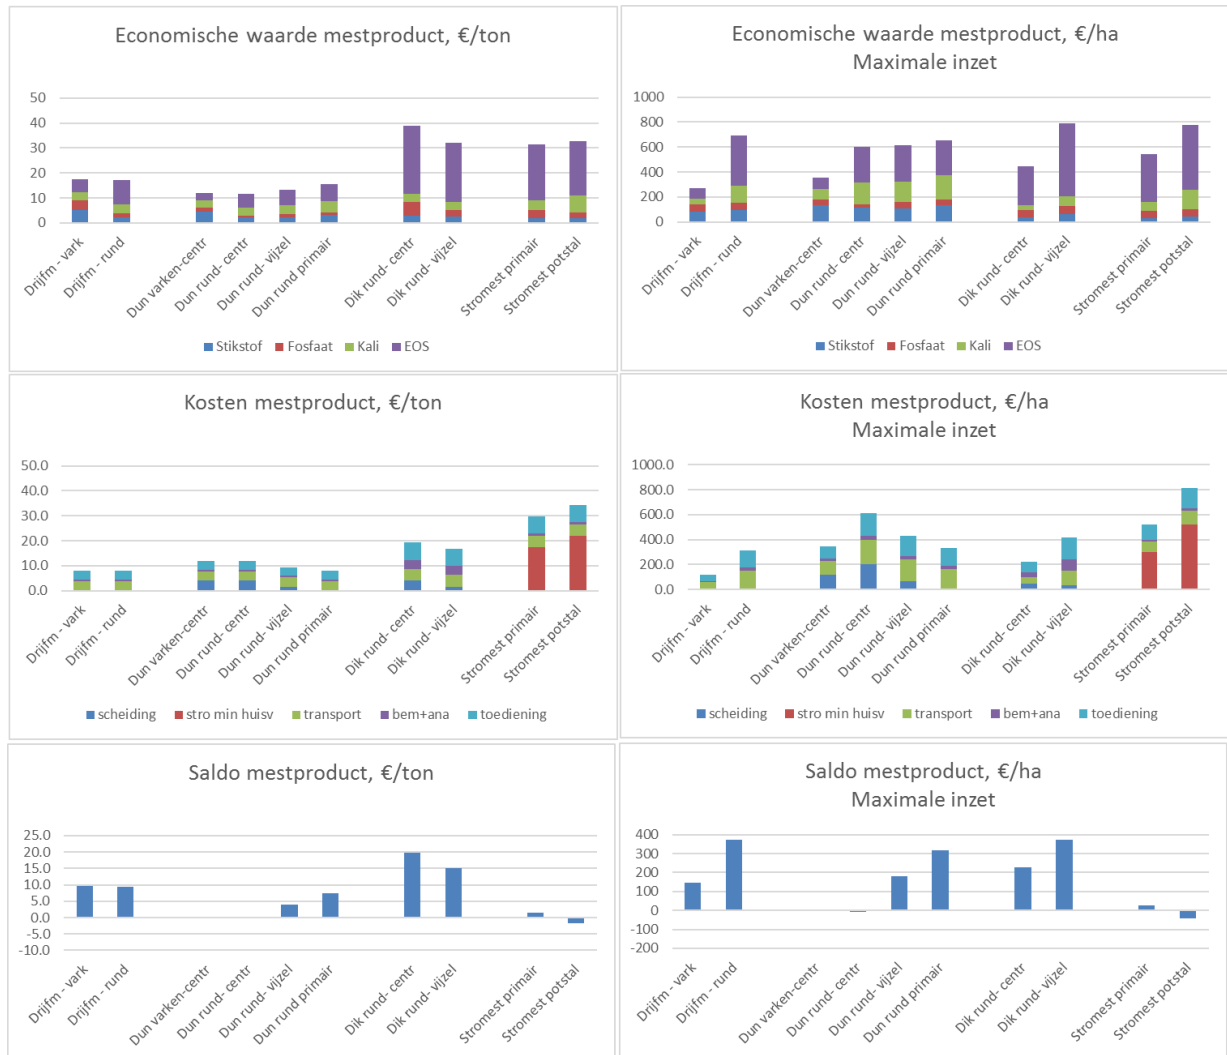 Economische waarde mestproduct, €/ton
50
40
30
20
10
0
Drijfm - vark
Drijfm - rund
Dun varken-centr
Dun rund- centr
Dun rund- vijzel
Dun rund primair
Dik rund- centr
Dik rund- vijzel
Stromest primair
Stromest potstal
Stikstof Fosfaat Kali EOS
Economische waarde mestproduct, €/ha
Maximale inzet
1000
800
600
400
200
0
Drijfm - vark
Drijfm - rund
Dun varken-centr
Dun rund- centr
Dun rund- vijzel
Dun rund primair
Dik rund- centr
Dik rund- vijzel
Stromest primair
Stromest potstal
Stikstof Fosfaat Kali EOS
Kosten mestproduct, €/ton
50.0
40.0
30.0
20.0
10.0
0.0
Drijfm - vark
Drijfm - rund
Dun varken-centr
Dun rund- centr
Dun rund- vijzel
Dun rund primair
Dik rund- centr
Dik rund- vijzel
Stromest primair
Stromest potstal
scheiding stro min huisv transport bem+ana toediening
Kosten mestproduct, €/ha
Maximale inzet
1000.0
800.0
600.0
400.0
200.0
0.0
Drijfm - vark
Drijfm - rund
Dun varken-centr
Dun rund- centr
Dun rund- vijzel
Dun rund primair
Dik rund- centr
Dik rund- vijzel
Stromest primair
Stromest potstal
scheiding stro min huisv transport bem+ana toediening
Saldo mestproduct, €/ton
25.0
20.0
15.0
10.0
5.0
0.0
-5.0
-10.0
Drijfm - vark
Drijfm - rund
Dun varken-centr
Dun rund- centr
Dun rund- vijzel
Dun rund primair
Dik rund- centr
Dik rund- vijzel
Stromest primair
Stromest potstal
Saldo mestproduct, €/ha
Maximale inzet
400
300
200
100
0
-100
-200
Drijfm - vark
Drijfm - rund
Dun varken-centr
Dun rund- centr
Dun rund- vijzel
Dun rund primair
Dik rund- centr
Dik rund- vijzel
Stromest primair
Stromest potstal